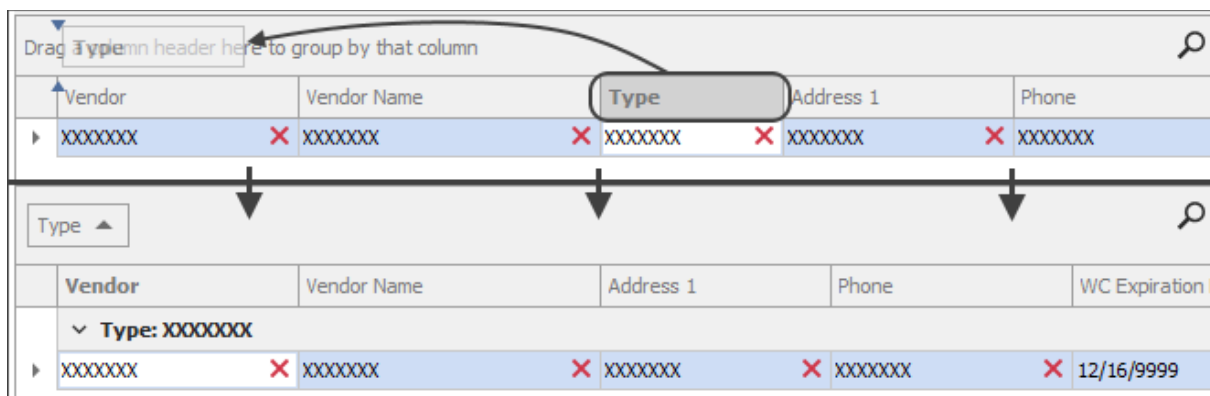 Drag a column header here to group by that column
Type
Vendor Vendor Name Type Address 1 Phone
XXXXXXX XXXXXXX XXXXXXX XXXXXXX XXXXXXX
Type
Vendor Vendor Name Address 1 Phone WC Expiration
Type: XXXXXXX
XXXXXXX XXXXXXX XXXXXXX XXXXXXX 12/16/9999